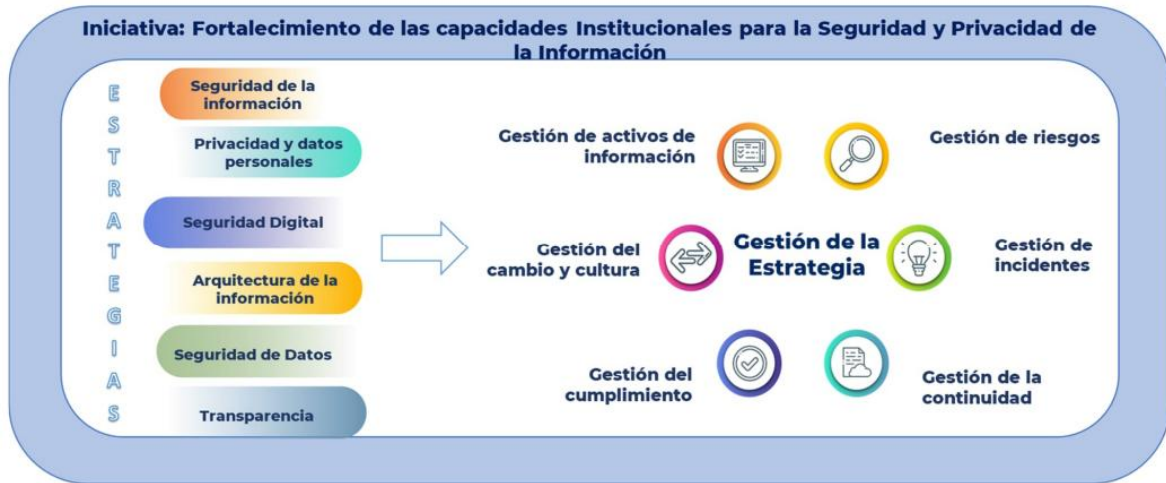 Iniciativa: Fortalecimiento de las capacidades Institucionales para la Seguridad y Privacidad de
la Información
ESTRATEGIAS
Seguridad de la
información
Privacidad y datos
personales
Seguridad Digital
Arquitectura de la
información
Seguridad de Datos
Transparencia
Gestión de activos de
información
Gestión de riesgos
Gestión del
cambio y cultura
Gestión de la
Estrategia
Gestión de
incidentes
Gestión del
cumplimiento
Gestión de la
continuidad